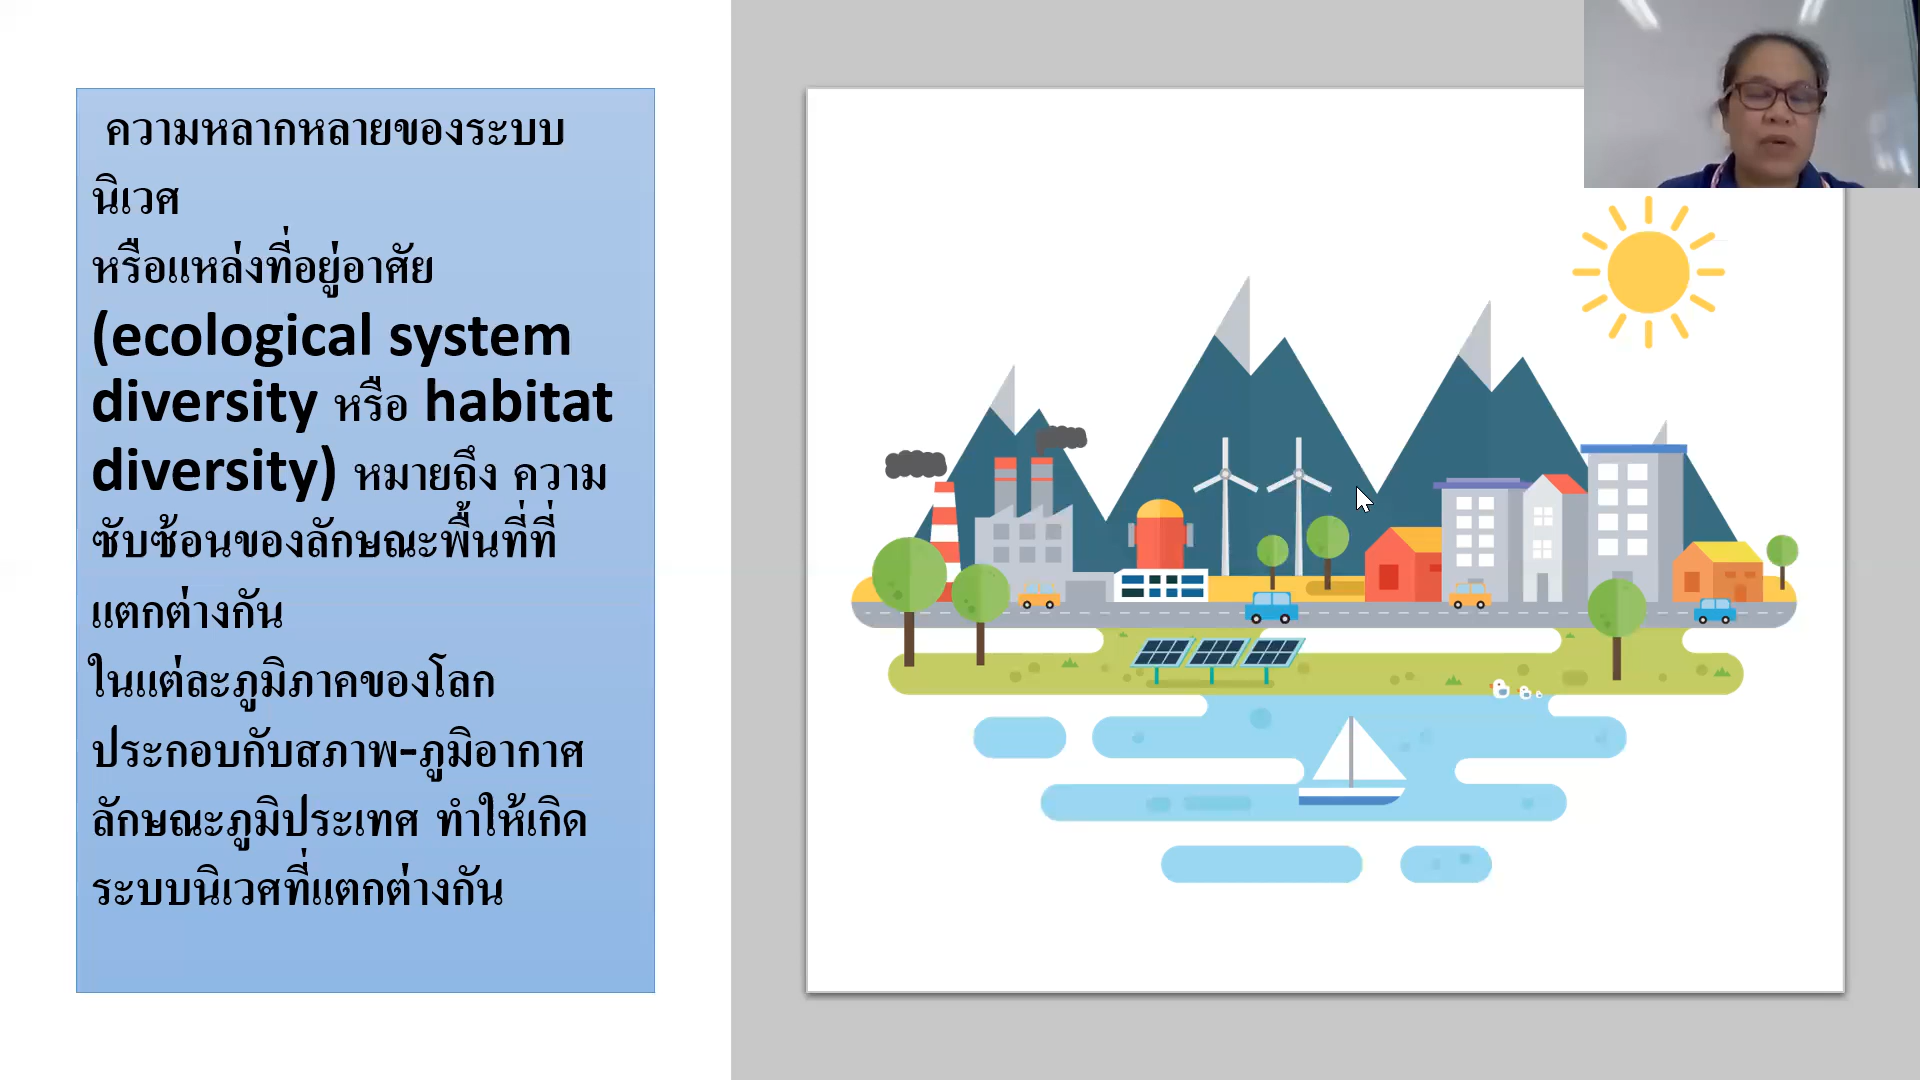 ความหลากหลายของระบบ
นิเวศ
หรือแหล่งที่อยู่อาศัย
(ecological system
diversity หรือ habitat
diversity) หมายถึง ความ
ซับซ้อนของลักษณะพื้นที่ที่
แตกต่างกัน
ในแต่ละภูมิภาคของโลก
ประกอบกับสภาพ-ภูมิอากาศ
ลักษณะภูมิประเทศ ทำให้เกิด
ระบบนิเวศที่แตกต่างกัน